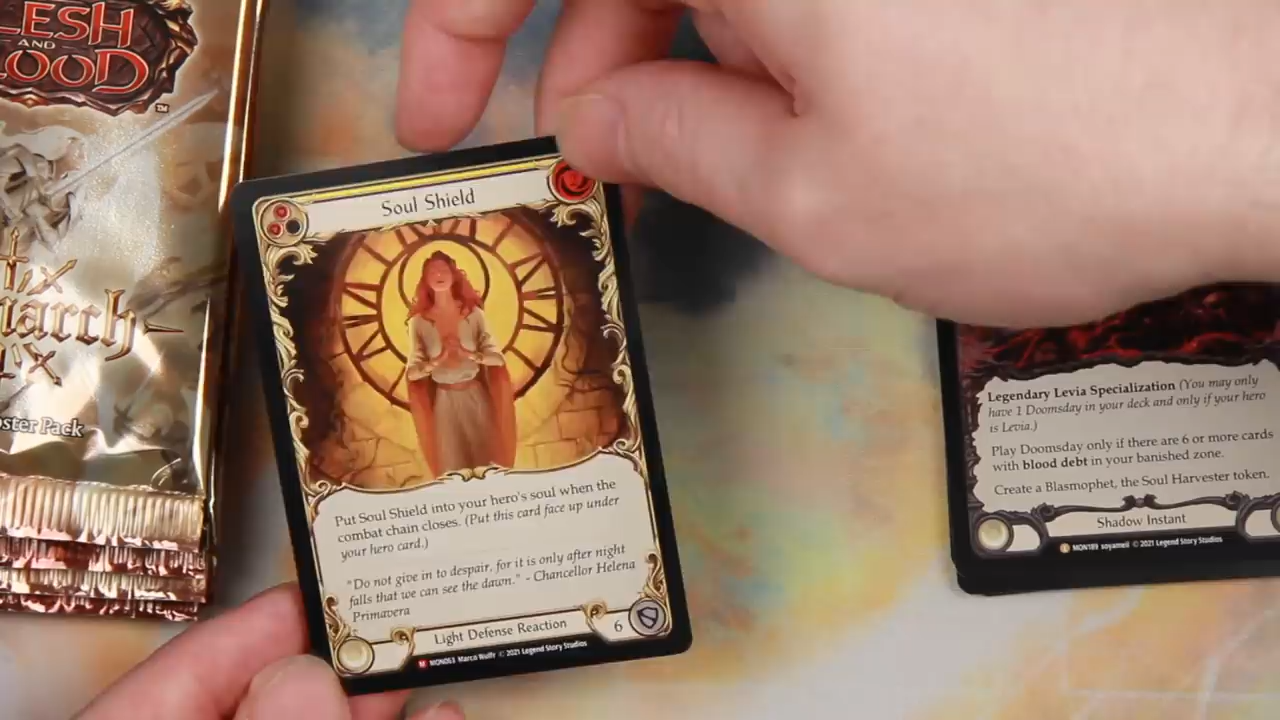 LESH
AND
LOOD
TM
narch
oster Pack
Soul Shield
Put Soul Shield into your hero's soul when the
combat chain closes. (Put this card face up under
your hero card.)
"Do not give in to despair, for it is only after night
falls that we can see the dawn." - Chancellor Helena
Primavera
Light Defense Reaction
6
M MON063 Marco Wulfr © 2021 Legend Story Studios
Legendary Levia Specialization (You may only
have 1 Doomsday in your deck and only if your hero
is Levia.)
Play Doomsday only if there are 6 or more cards
with blood debt in your banished zone.
Create a Blasmophet, the Soul Harvester token.
Shadow Instant
L MON189 soyameii © 2021 Legend Story Studios